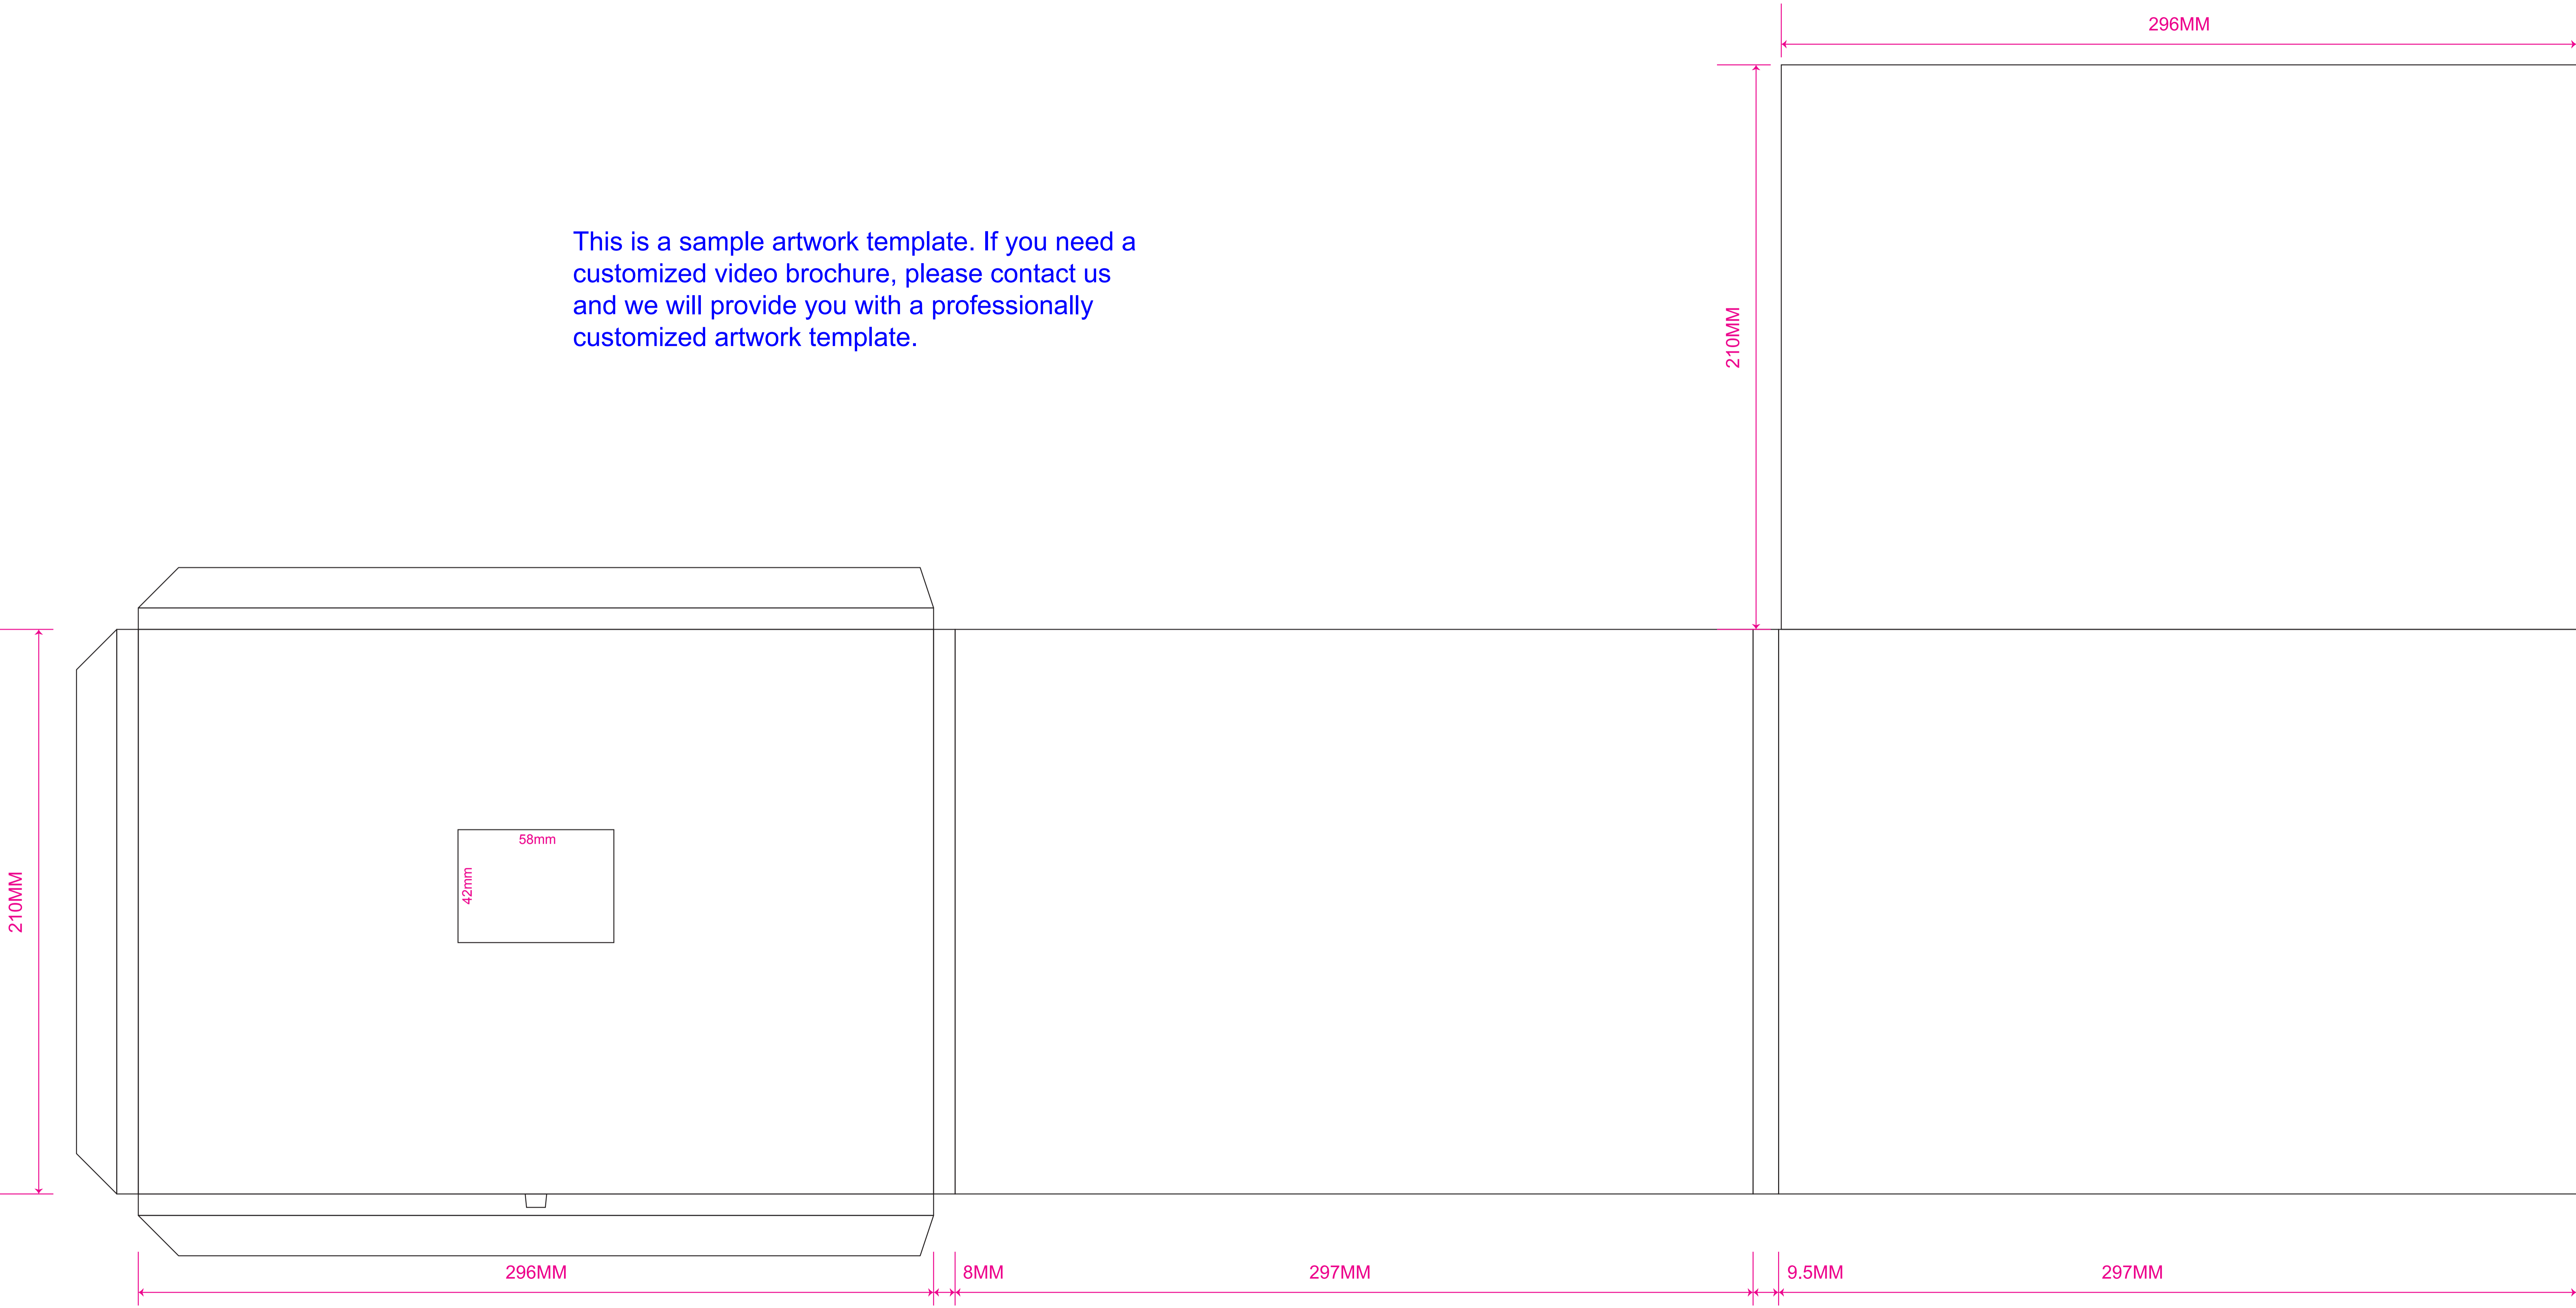 296MM
This is a sample artwork template. If you need a
customized video brochure, please contact us
and we will provide you with a professionally
customized artwork template.
210MM
58mm
42mm
210MM
296MM
8MM
297MM
9.5MM
297MM